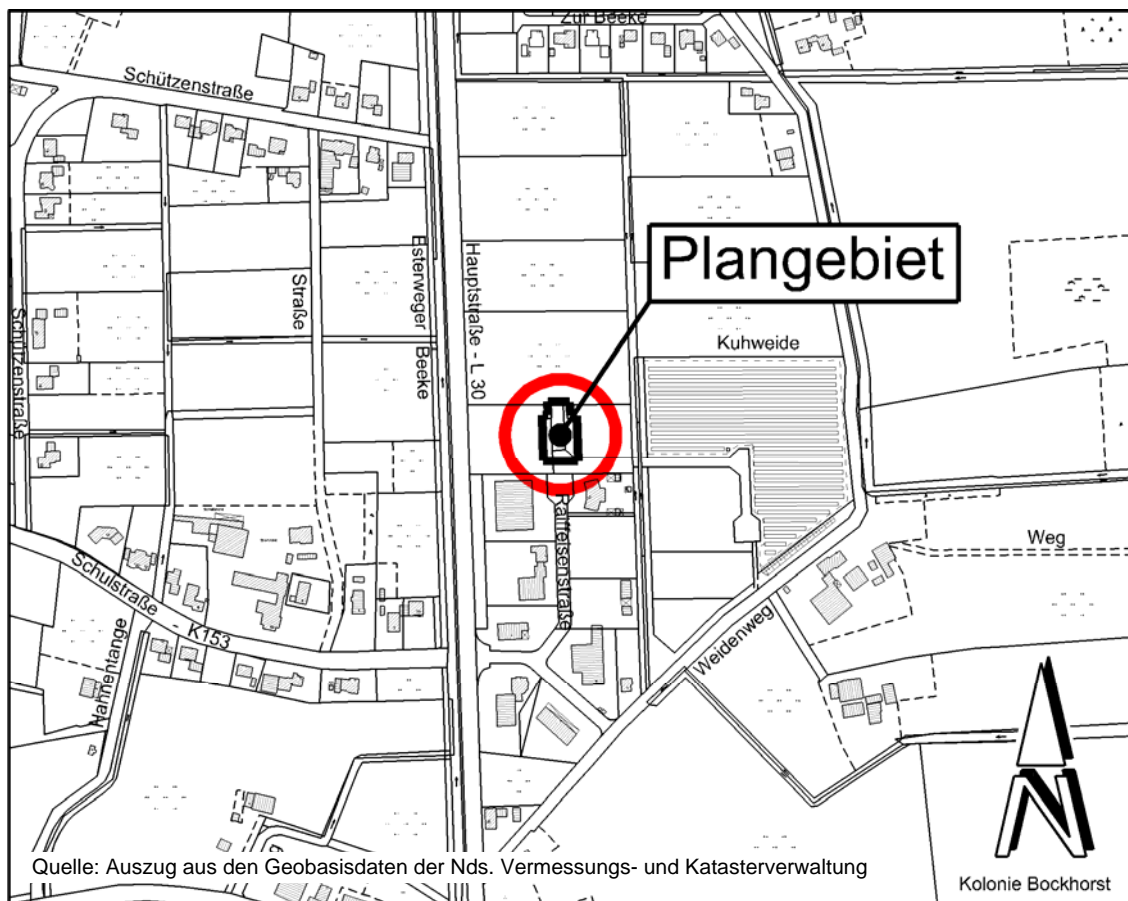 Zur Beeke
Schützenstraße
Plangebiet
Straße
Esterweger
Beeke
Hauptstraße - L 30
Schützenstraße
Kuhweide
Raiffeisenstraße
Weg
Schulstraße - K153
Weidenweg
Hahnentange
N
Quelle: Auszug aus den Geobasisdaten der Nds. Vermessungs- und Katasterverwaltung
Kolonie Bockhorst